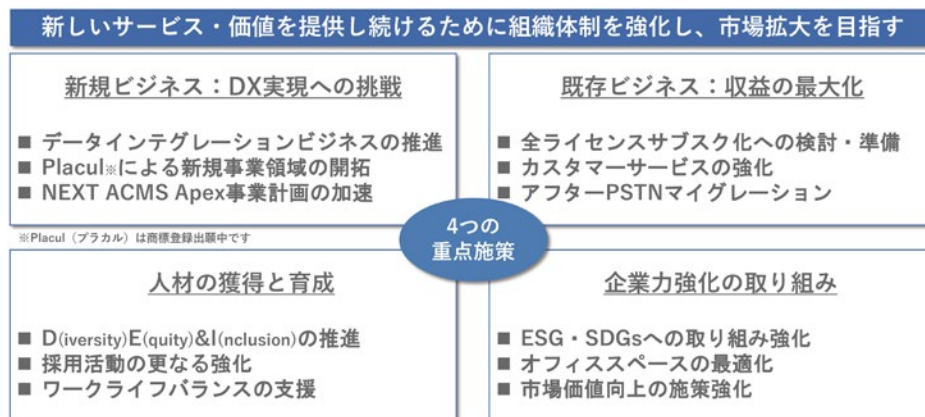 新しいサービス・価値を提供し続けるために組織体制を強化し、市場拡大を目指す
新規ビジネス：DX実現への挑戦
■ データインテグレーションビジネスの推進
■ Placul※による新規事業領域の開拓
■ NEXT ACMS Apex事業計画の加速
※Placul（プラカル）は商標登録出願中です
既存ビジネス：収益の最大化
■ 全ライセンスサブスク化への検討・準備
■ カスタマーサービスの強化
■ アフターPSTNマイグレーション
4つの
重点施策
人材の獲得と育成
■ D(iversity)E(quity)&I(nclusion)の推進
■ 採用活動の更なる強化
■ ワークライフバランスの支援
企業力強化の取り組み
■ ESG・SDGsへの取り組み強化
■ オフィススペースの最適化
■ 市場価値向上の施策強化